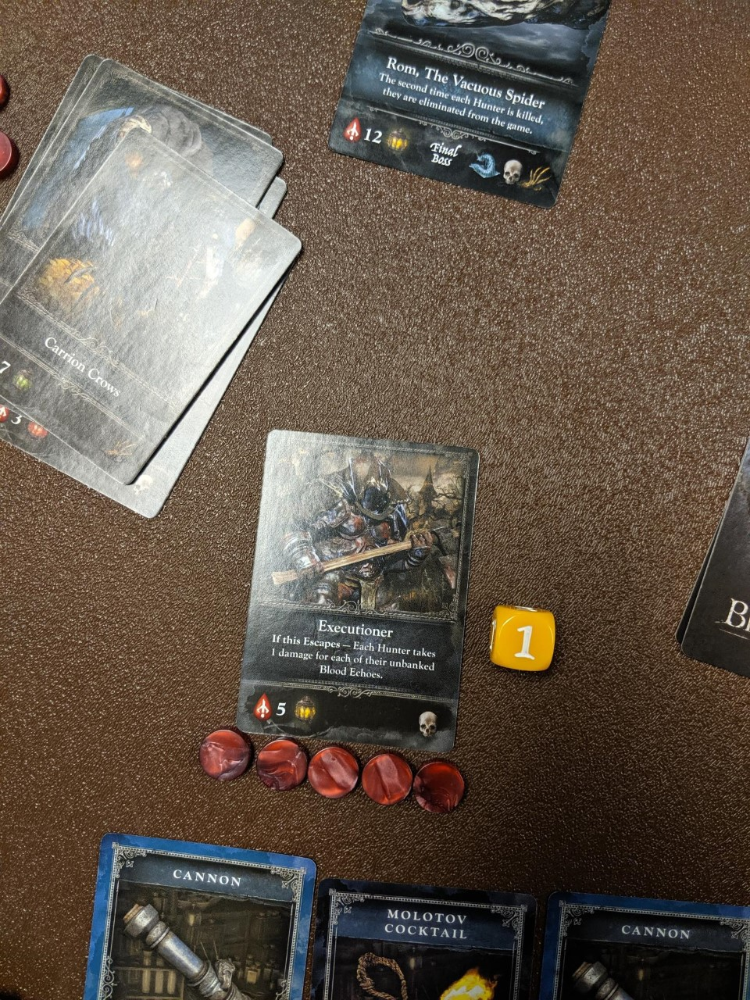 Rom, The Vacuous Spider
The second time each Hunter is killed,
they are eliminated from the game.
12
Final
Boss
Carrion Crows
7
3
Executioner
If this Escapes – Each Hunter takes
1 damage for each of their unbanked
Blood Echoes.
5
1
CANNON
MOLOTOV
COCKTAIL
CANNON